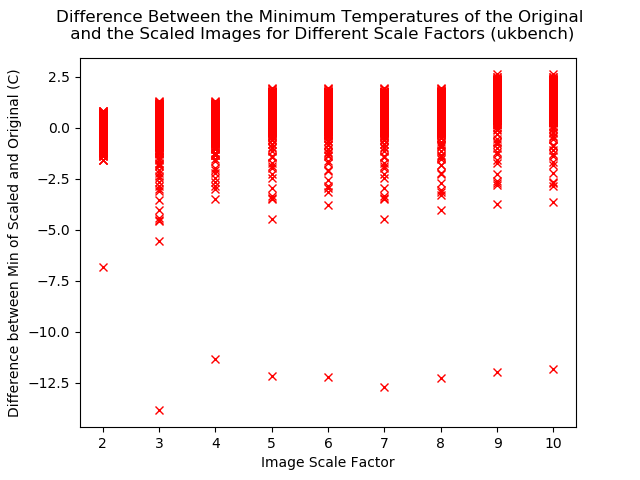 Difference Between the Minimum Temperatures of the Original
and the Scaled Images for Different Scale Factors (ukbench)
Difference between Min of Scaled and Original (C)
2.5
0.0
−2.5
−5.0
−7.5
−10.0
−12.5
2 3 4 5 6 7 8 9 10
Image Scale Factor